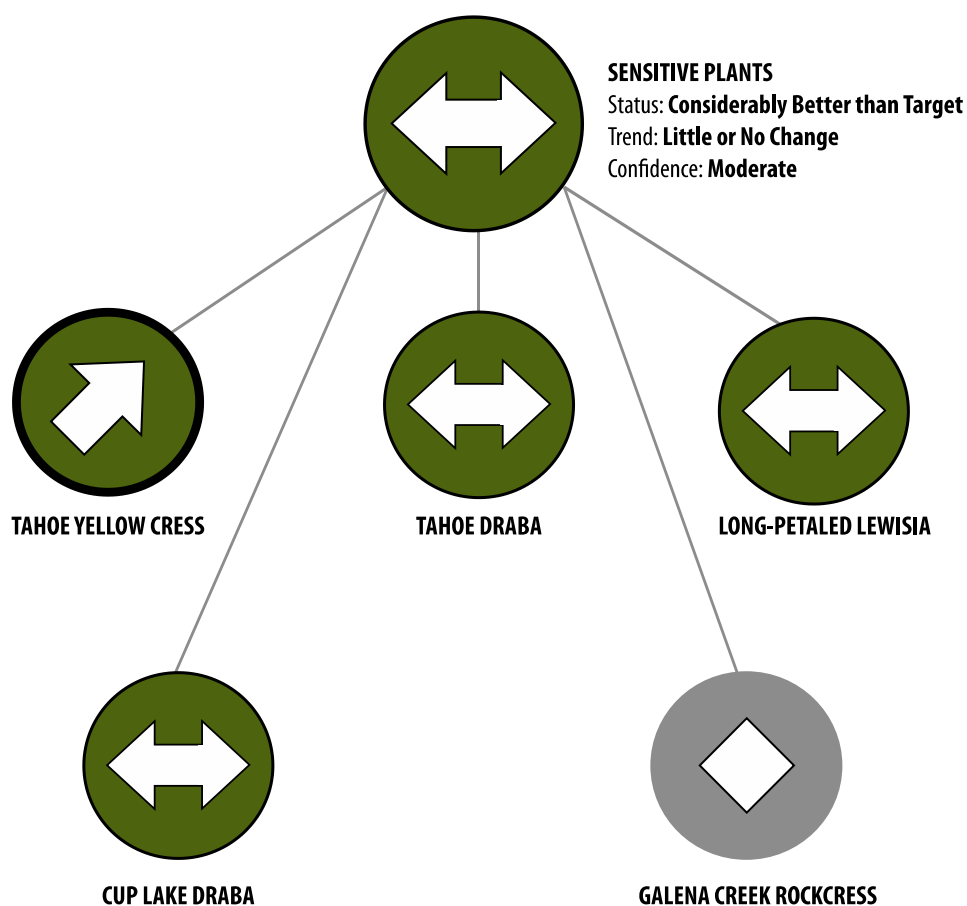 SENSITIVE PLANTS
Status: Considerably Better than Target
Trend: Little or No Change
Confidence: Moderate
TAHOE YELLOW CRESS
TAHOE DRABA
LONG-PETALED LEWISIA
CUP LAKE DRABA
GALENA CREEK ROCKCRESS